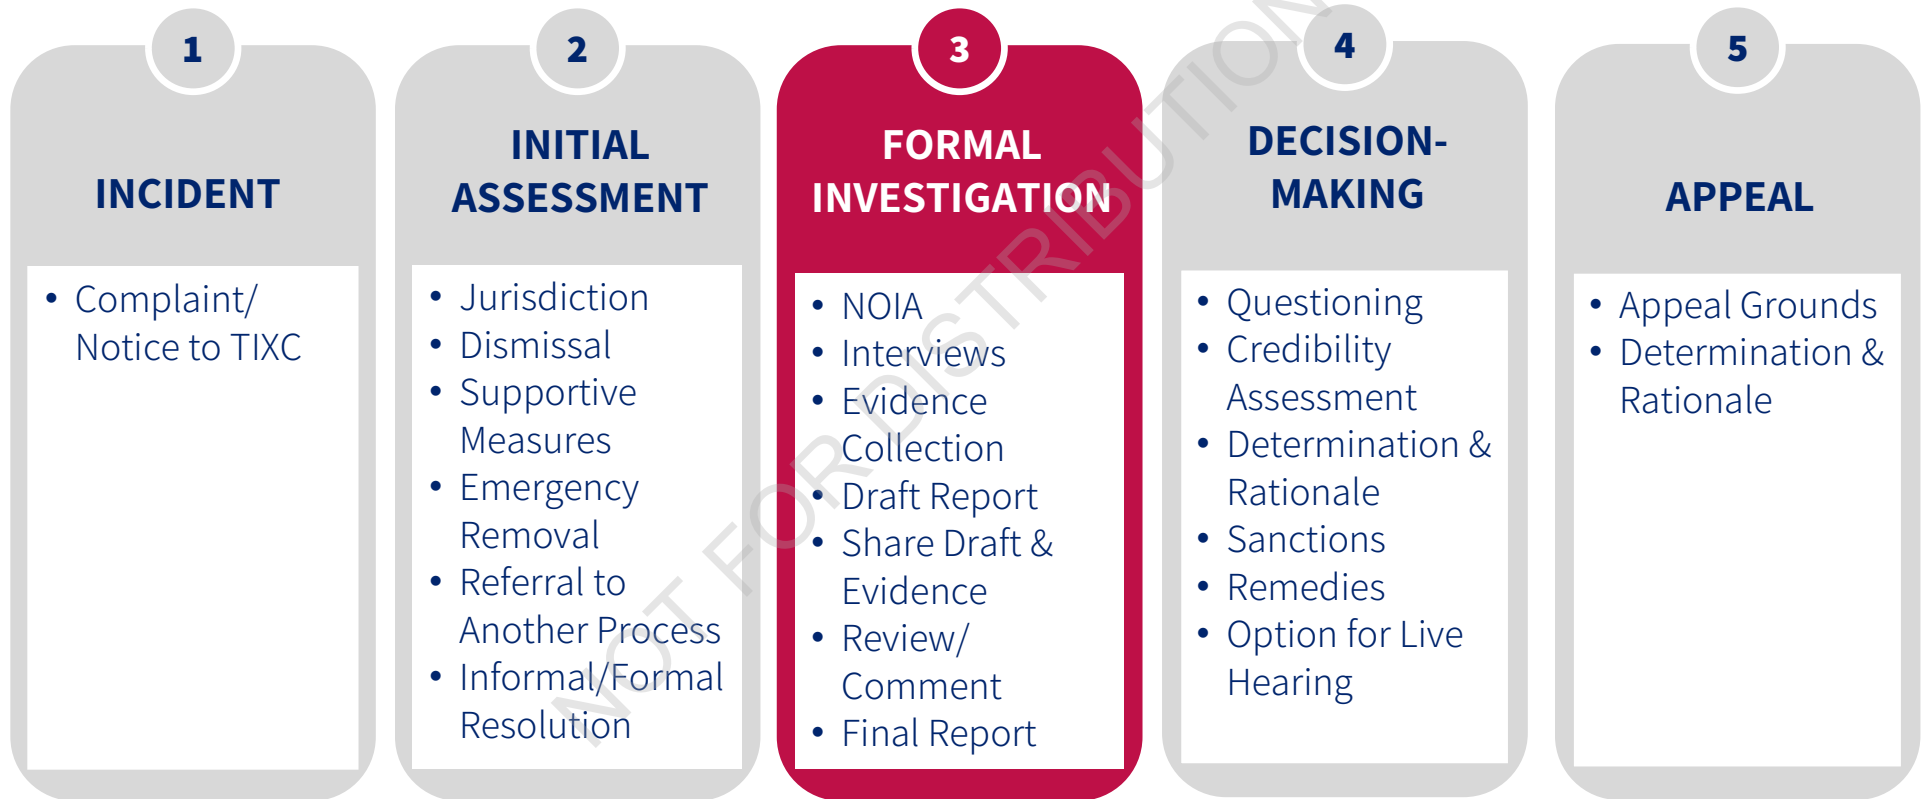 1
INCIDENT
• Complaint/
Notice to TIXC
2
INITIAL
ASSESSMENT
• Jurisdiction
• Dismissal
• Supportive
Measures
• Emergency
Removal
• Referral to
Another Process
• Informal/Formal
Resolution
3
FORMAL
INVESTIGATION
• NOIA
• Interviews
• Evidence
Collection
• Draft Report
• Share Draft &
Evidence
• Review/
Comment
• Final Report
4
DECISION-
MAKING
• Questioning
• Credibility
Assessment
• Determination &
Rationale
• Sanctions
• Remedies
• Option for Live
Hearing
5
APPEAL
• Appeal Grounds
• Determination &
Rationale
NOT FOR DISTRIBUTION